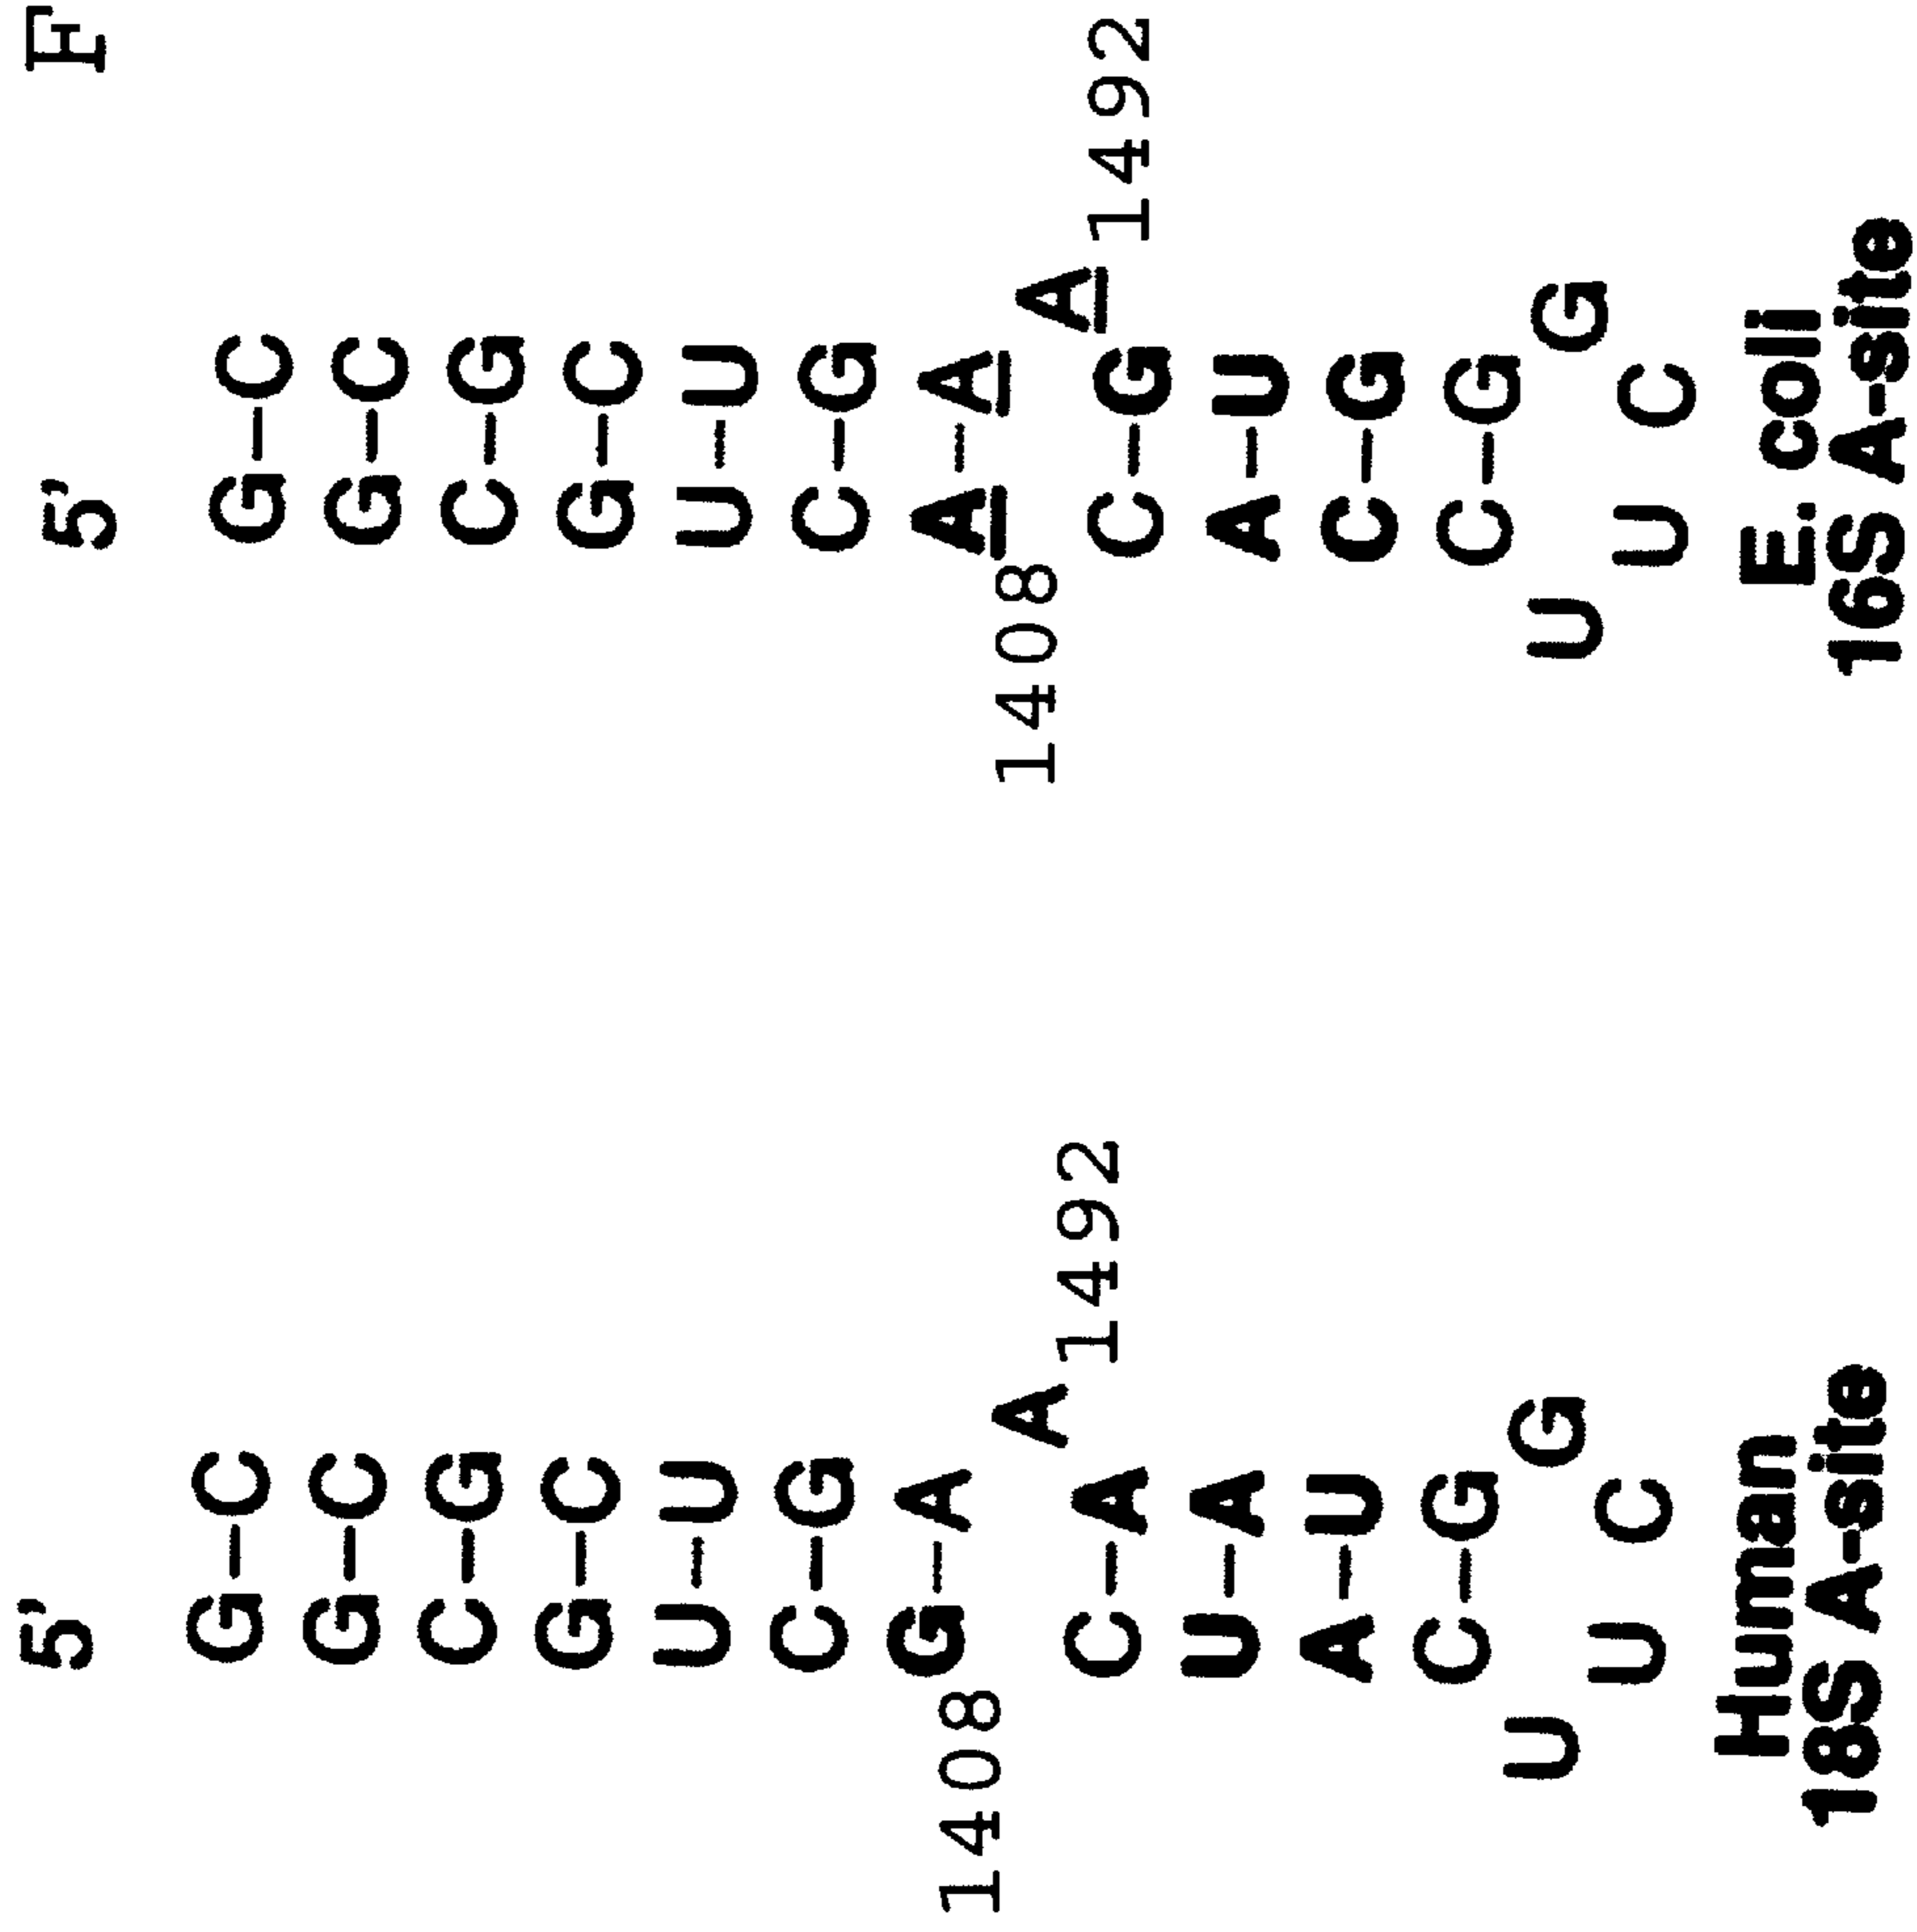 F
5'
G–C
G–C
C–G
G–C
U–U
C–G
G–A
1408
A
1492
C–A
U–A
A–U
C–G
U G
U C
Human
18S A-site
5'
G–C
G–C
C–G
G–C
U–U
C–G
A–A
1408
A
1492
C–G
A–U
C–G
C–G
U G
U C
E. coli
16S A-site